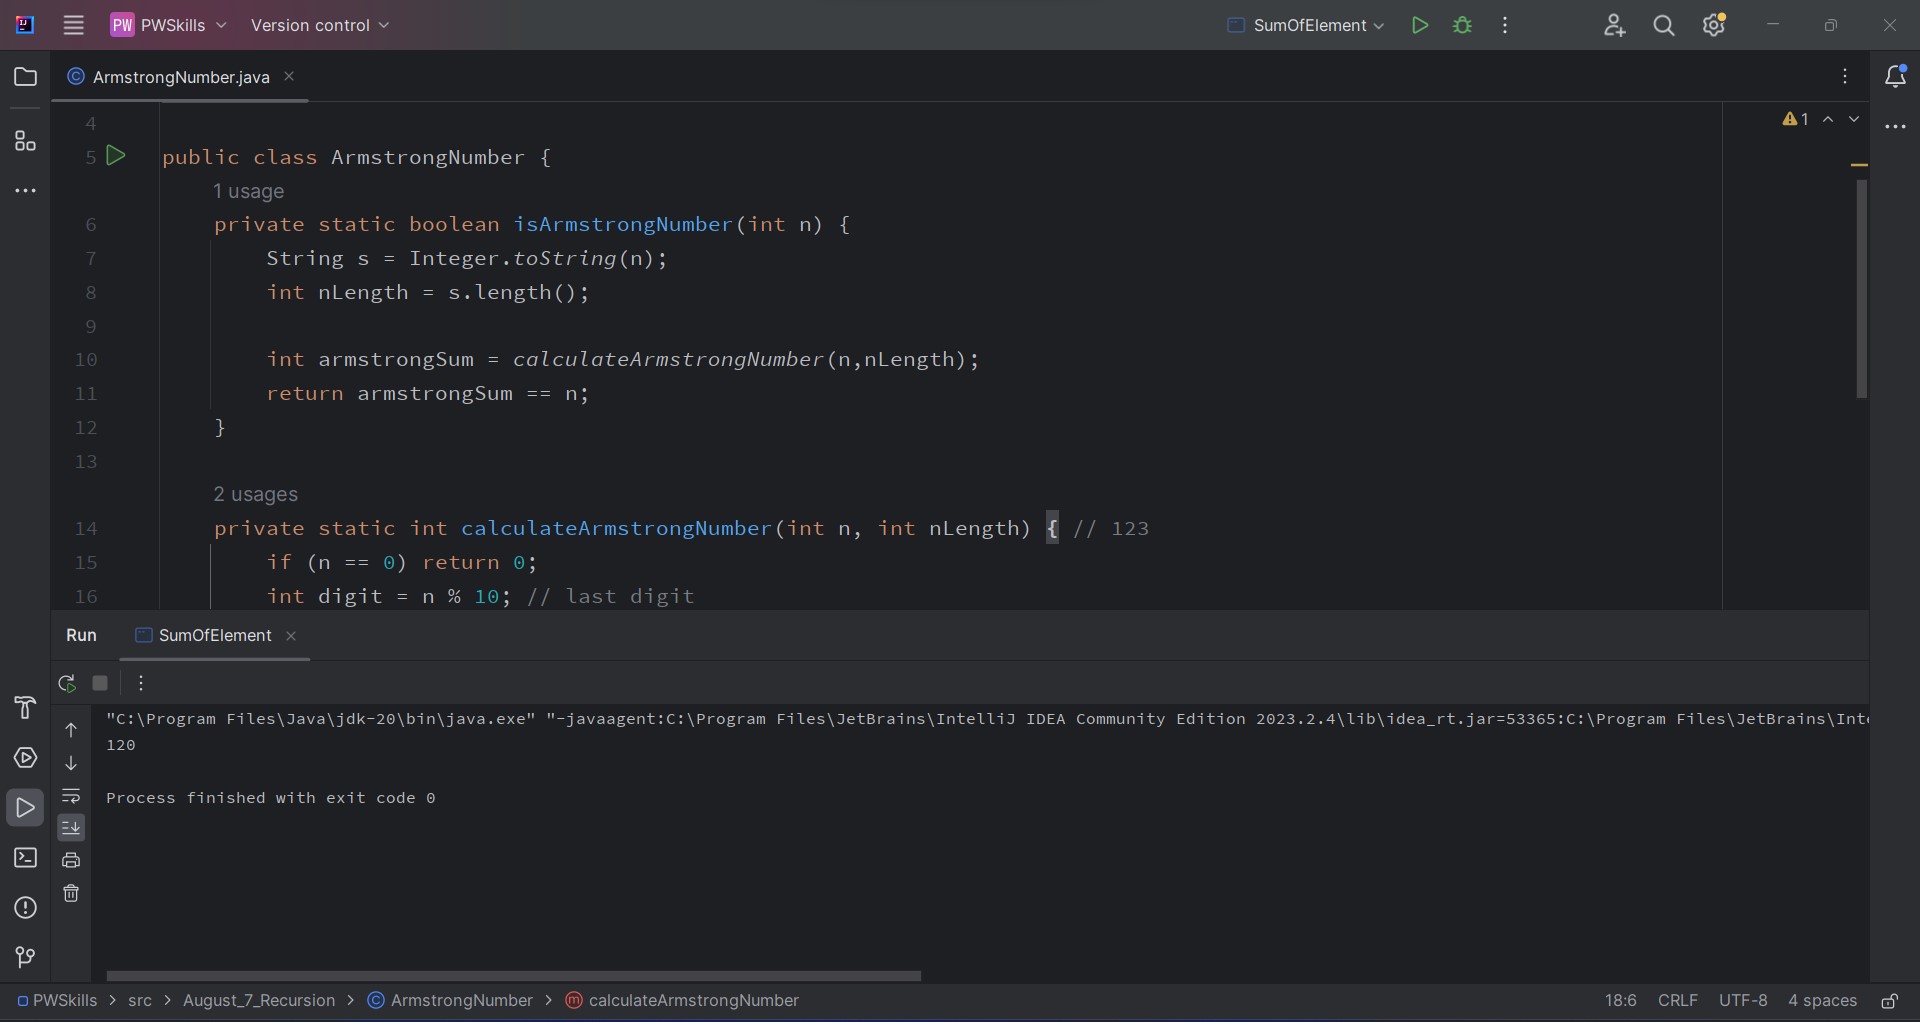 PW PWSkills Version control SumOfElement
ArmstrongNumber.java
4
1
5 public class ArmstrongNumber {
1 usage
6 private static boolean isArmstrongNumber(int n) {
7 String s = Integer.toString(n);
8 int nLength = s.length();
9
10 int armstrongSum = calculateArmstrongNumber(n,nLength);
11 return armstrongSum == n;
12 }
13
2 usages
14 private static int calculateArmstrongNumber(int n, int nLength) { // 123
15 if (n == 0) return 0;
16 int digit = n % 10; // last digit
Run SumOfElement
"C:\Program Files\Java\jdk-20\bin\java.exe" "-javaagent:C:\Program Files\JetBrains\IntelliJ IDEA Community Edition 2023.2.4\lib\idea_rt.jar=53365:C:\Program Files\JetBrains\Inte
120
Process finished with exit code 0
PWSkills > src > August_7_Recursion > ArmstrongNumber > calculateArmstrongNumber 18:6 CRLF UTF-8 4 spaces